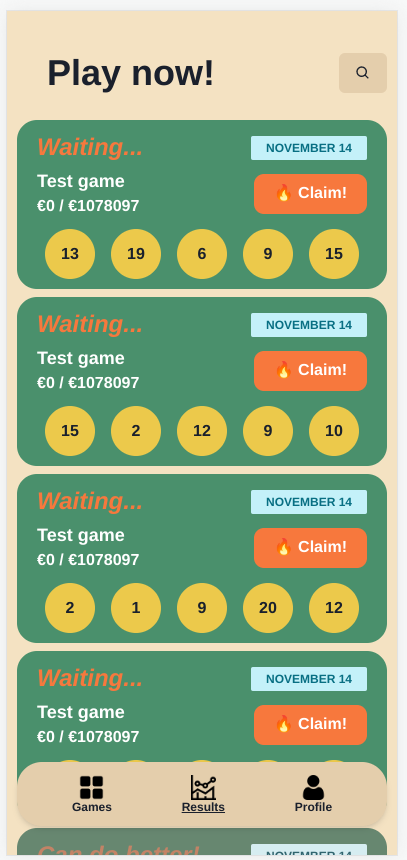 Play now!
Waiting...
NOVEMBER 14
Test game
€0 / €1078097
🔥 Claim!
13 19 6 9 15
Waiting...
NOVEMBER 14
Test game
€0 / €1078097
🔥 Claim!
15 2 12 9 10
Waiting...
NOVEMBER 14
Test game
€0 / €1078097
🔥 Claim!
2 1 9 20 12
Waiting...
NOVEMBER 14
Test game
€0 / €1078097
🔥 Claim!
Games Results Profile
Can do better!
NOVEMBER 14